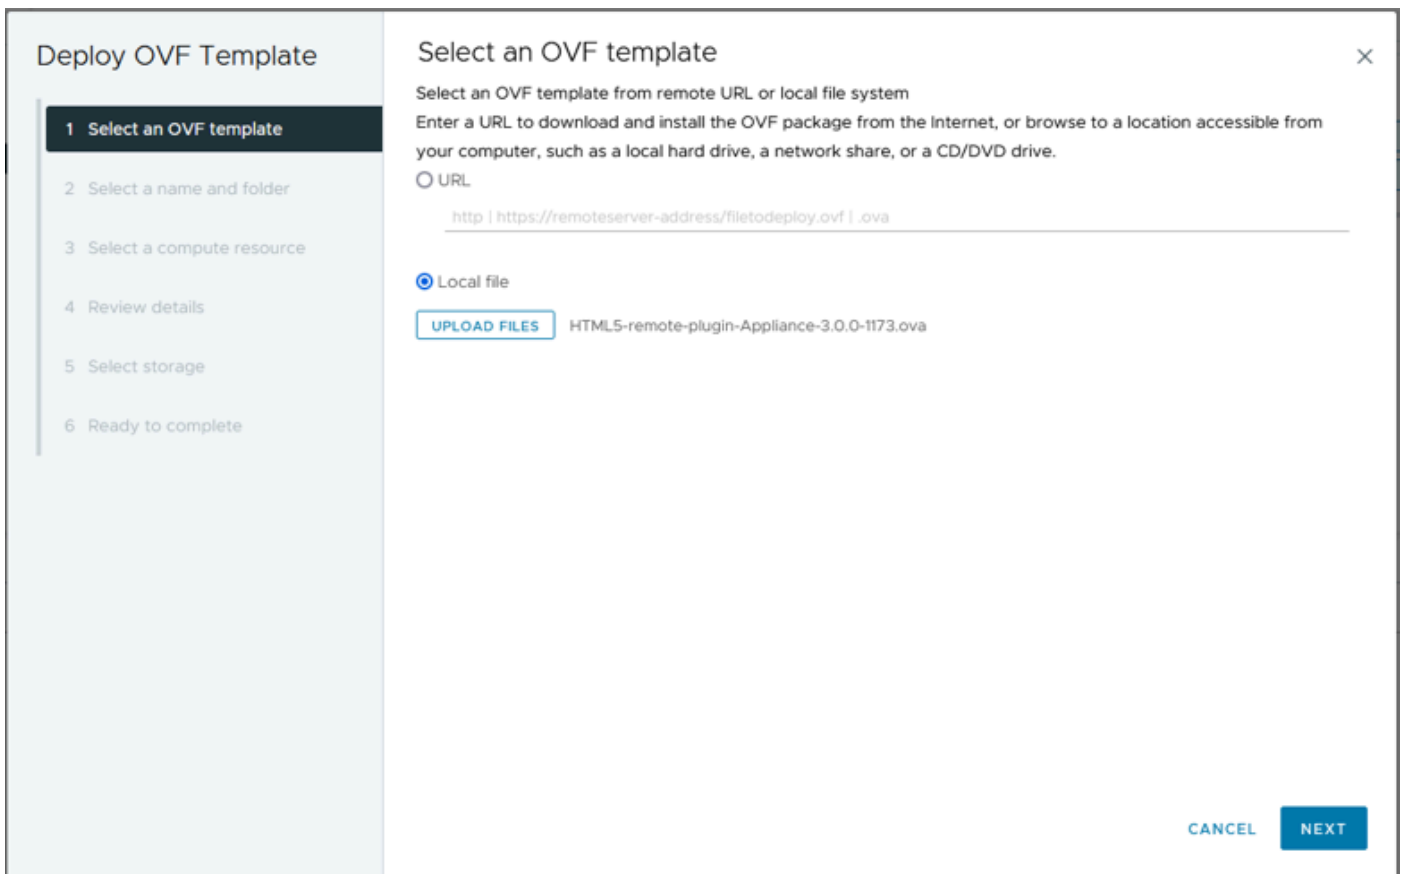 Deploy OVF Template
1 Select an OVF template
2 Select a name and folder
3 Select a compute resource
4 Review details
5 Select storage
6 Ready to complete
Select an OVF template
Select an OVF template from remote URL or local file system
Enter a URL to download and install the OVF package from the Internet, or browse to a location accessible from
your computer, such as a local hard drive, a network share, or a CD/DVD drive.
URL
http | https://remoteserver-address/filetodeploy.ovf | .ova
Local file
UPLOAD FILES HTML5-remote-plugin-Appliance-3.0.0-1173.ova
CANCEL NEXT